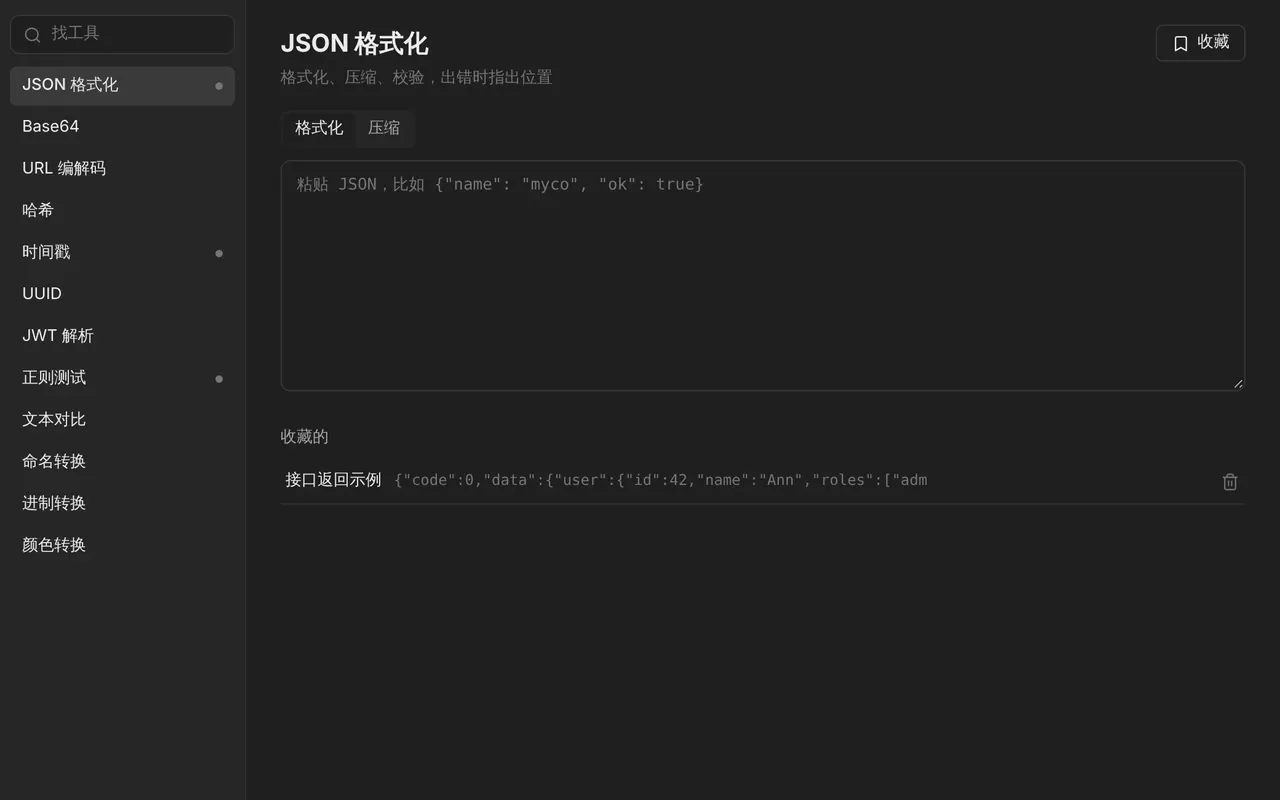 找工具
JSON 格式化
Base64
URL 编解码
哈希
时间戳
UUID
JWT 解析
正则测试
文本对比
命名转换
进制转换
颜色转换
JSON 格式化
收藏
格式化、压缩、校验，出错时指出位置
格式化 压缩
粘贴 JSON，比如 {"name": "myco", "ok": true}
收藏的
接口返回示例 {"code":0,"data":{"user":{"id":42,"name":"Ann","roles":["adm